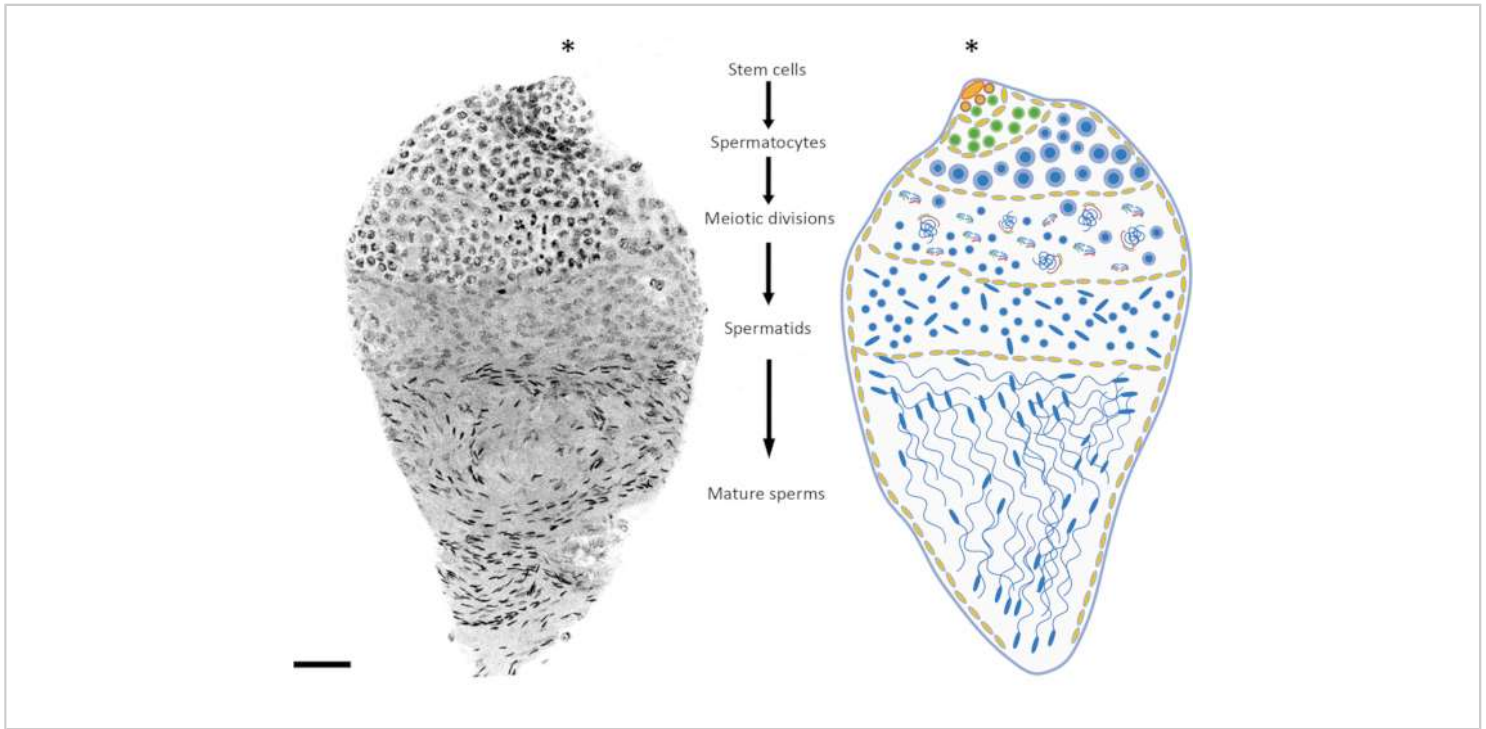 *
*
Stem cells
Spermatocytes
Meiotic divisions
Spermatids
Mature sperms